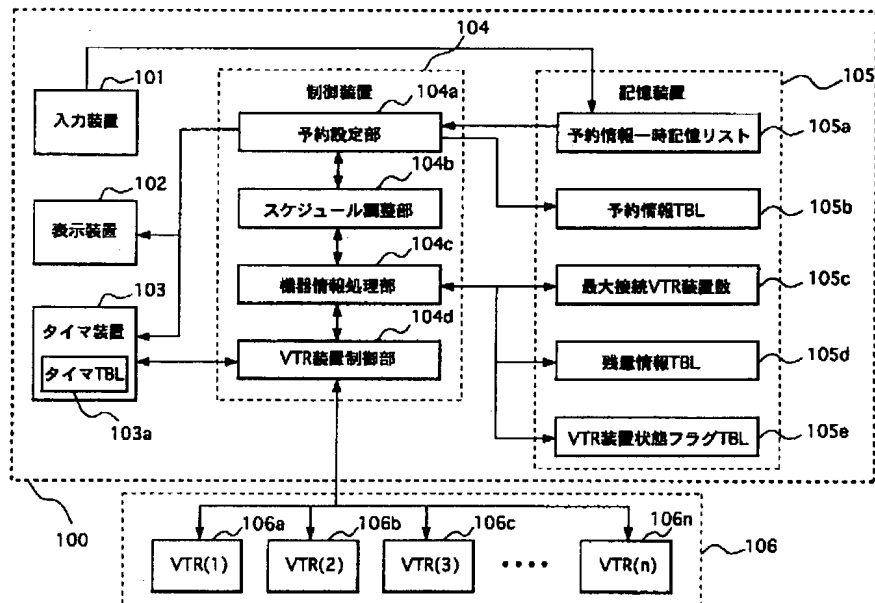 104
101
入力装置
制御装置
104a
予約設定部
記憶装置
105
予約情報一時記憶リスト
105a
102
表示装置
104b
スケジュール調整部
予約情報TBL
105b
104c
機器情報処理部
最大接続VTR装置数
105c
103
タイマ装置
タイマTBL
103a
104d
VTR装置制御部
残量情報TBL
105d
VTR装置状態フラグTBL
105e
100
106a
VTR(1)
106b
VTR(2)
106c
VTR(3)
••••
106n
VTR(n)
106